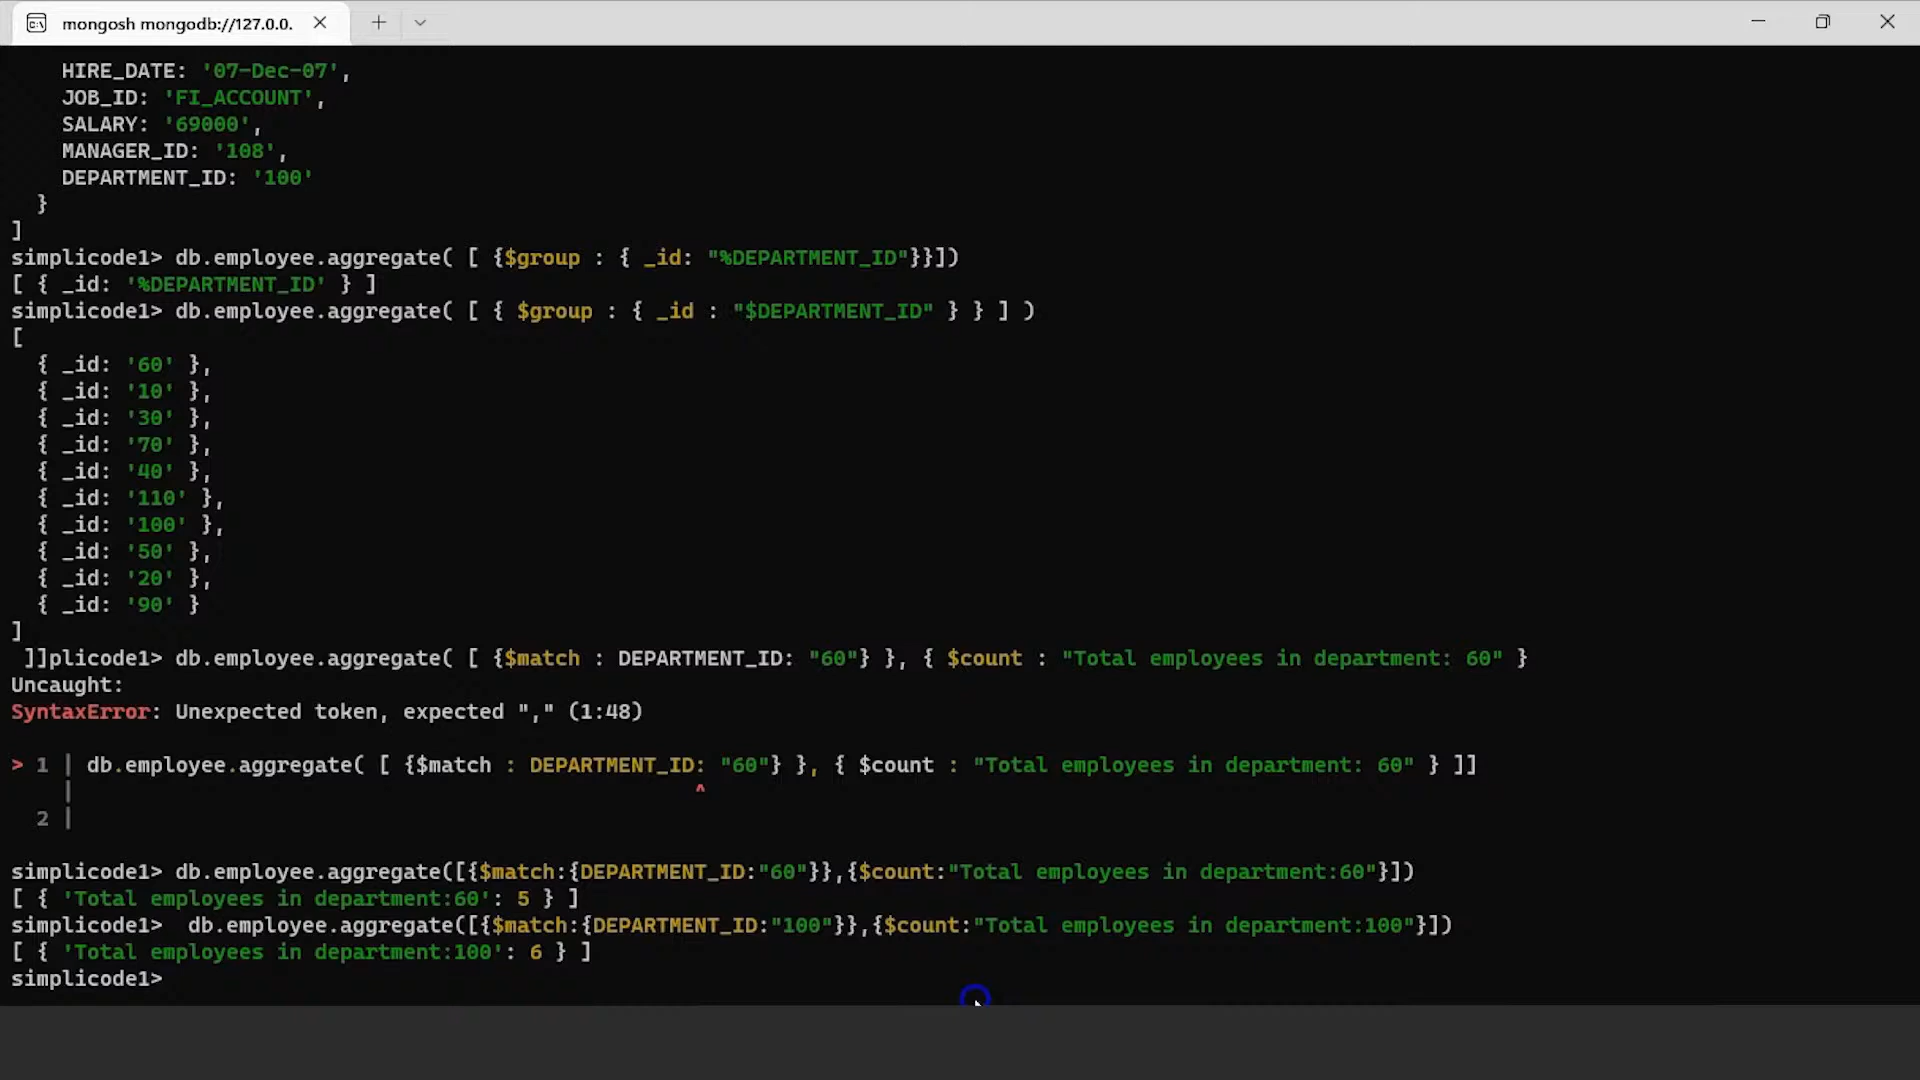 mongosh mongodb://127.0.0.
HIRE_DATE: '07-Dec-07',
JOB_ID: 'FI_ACCOUNT',
SALARY: '69000',
MANAGER_ID: '108',
DEPARTMENT_ID: '100'
}
]
simplicode1> db.employee.aggregate( [ {$group : { _id: "%DEPARTMENT_ID"}}])
[ { _id: '%DEPARTMENT_ID' } ]
simplicode1> db.employee.aggregate( [ { $group : { _id : "$DEPARTMENT_ID" } } ] )
[
{ _id: '60' },
{ _id: '10' },
{ _id: '30' },
{ _id: '70' },
{ _id: '40' },
{ _id: '110' },
{ _id: '100' },
{ _id: '50' },
{ _id: '20' },
{ _id: '90' }
]
]]plicode1> db.employee.aggregate( [ {$match : DEPARTMENT_ID: "60"} }, { $count : "Total employees in department: 60" }
Uncaught:
SyntaxError: Unexpected token, expected "," (1:48)
> 1 | db.employee.aggregate( [ {$match : DEPARTMENT_ID: "60"} }, { $count : "Total employees in department: 60" } ]]
| ^
2 |
simplicode1> db.employee.aggregate([{$match:{DEPARTMENT_ID:"60"}},{$count:"Total employees in department:60"}])
[ { 'Total employees in department:60': 5 } ]
simplicode1>  db.employee.aggregate([{$match:{DEPARTMENT_ID:"100"}},{$count:"Total employees in department:100"}])
[ { 'Total employees in department:100': 6 } ]
simplicode1>